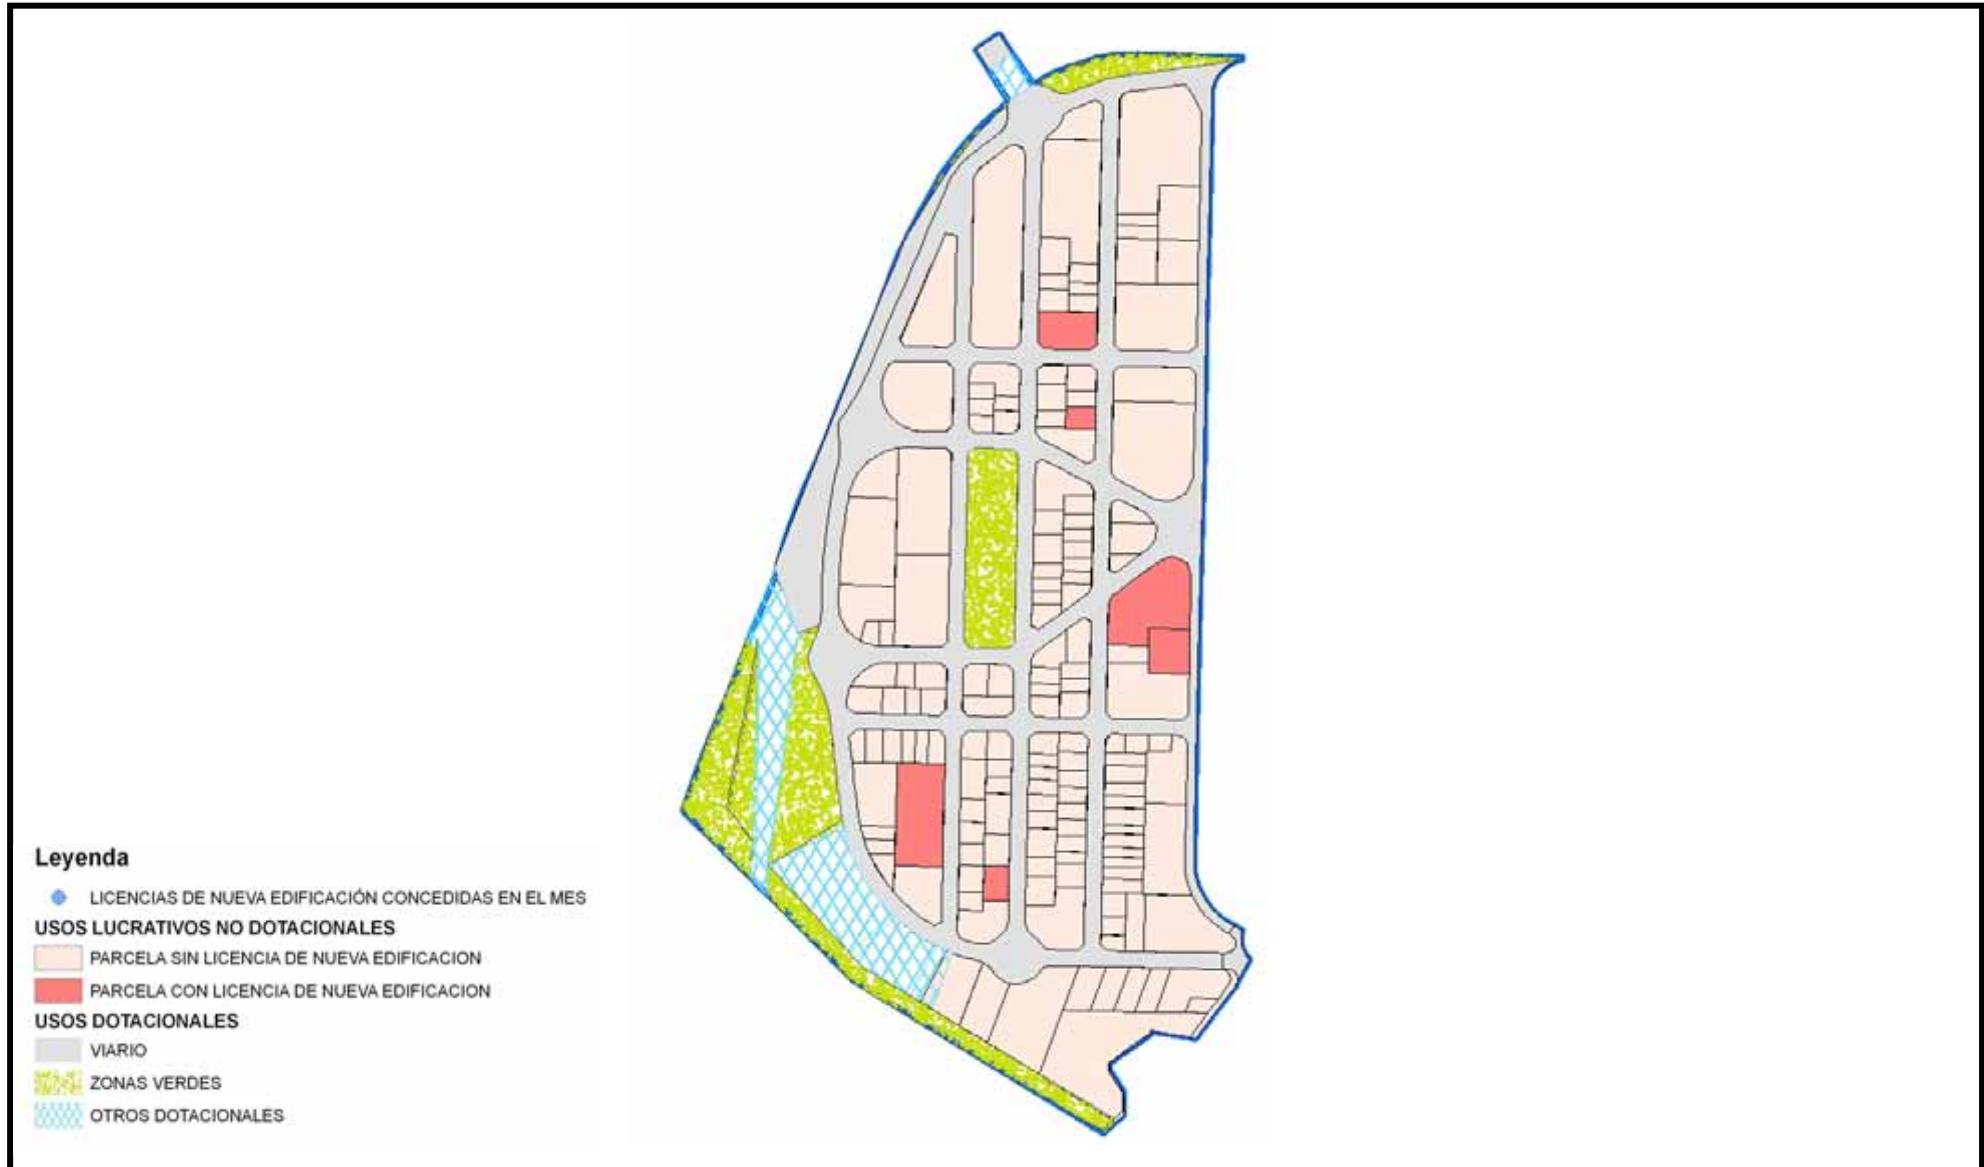 Leyenda
LICENCIAS DE NUEVA EDIFICACIÓN CONCEDIDAS EN EL MES
USOS LUCRATIVOS NO DOTACIONALES
PARCELA SIN LICENCIA DE NUEVA EDIFICACION
PARCELA CON LICENCIA DE NUEVA EDIFICACION
USOS DOTACIONALES
VIARIO
ZONAS VERDES
OTROS DOTACIONALES